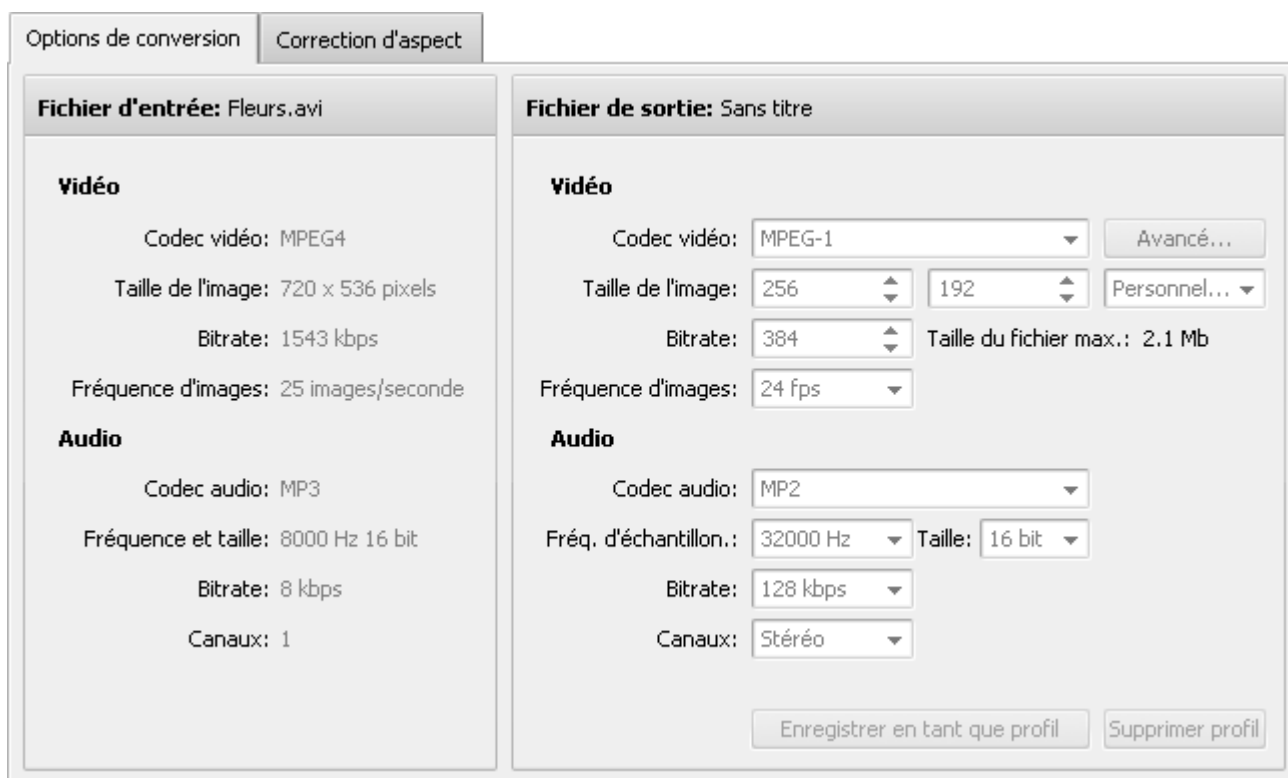 Options de conversion Correction d'aspect
Fichier d'entrée: Fleurs.avi
Vidéo
Codec vidéo: MPEG4
Taille de l'image: 720 x 536 pixels
Bitrate: 1543 kbps
Fréquence d'images: 25 images/seconde
Audio
Codec audio: MP3
Fréquence et taille: 8000 Hz 16 bit
Bitrate: 8 kbps
Canaux: 1
Fichier de sortie: Sans titre
Vidéo
Codec vidéo: MPEG-1 Avancé...
Taille de l'image: 256 192 Personnel...
Bitrate: 384 Taille du fichier max.: 2.1 Mb
Fréquence d'images: 24 fps
Audio
Codec audio: MP2
Fréq. d'échantillon.: 32000 Hz Taille: 16 bit
Bitrate: 128 kbps
Canaux: Stéréo
Enregistrer en tant que profil Supprimer profil